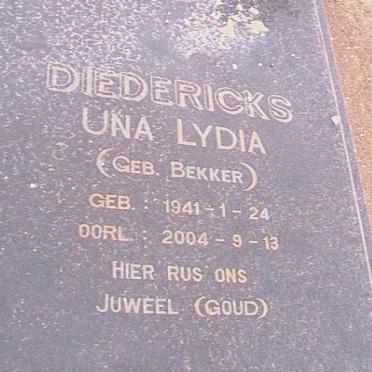 DIEDERICKS
UNA LYDIA
(GEB. BEKKER)
GEB. : 1941-1-24
OORL. : 2004-9-13
HIER RUS ONS
JUWEEL (GOUD)